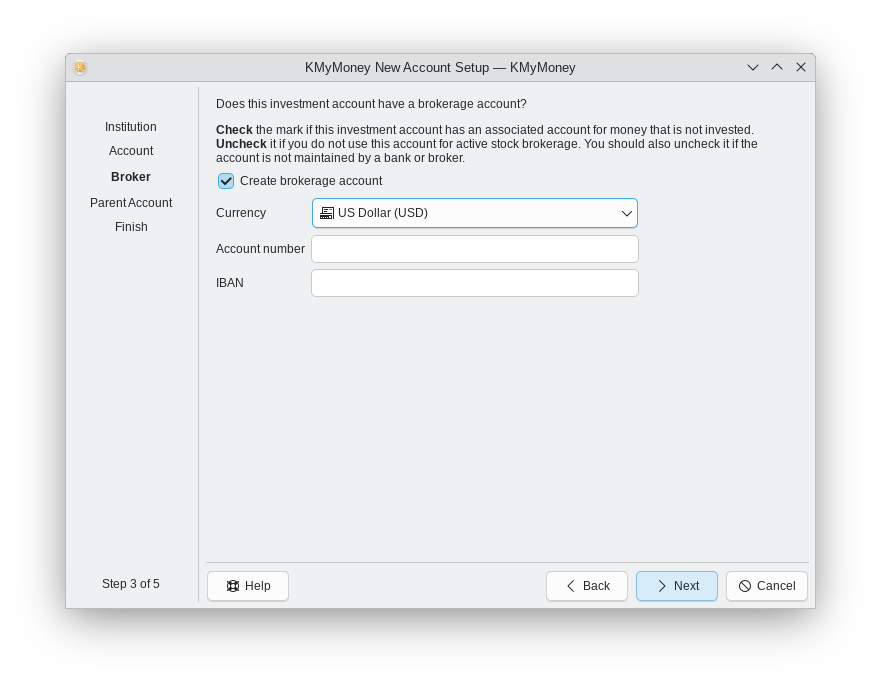 KMyMoney New Account Setup — KMyMoney
Institution
Account
Broker
Parent Account
Finish
Step 3 of 5
Does this investment account have a brokerage account?
Check the mark if this investment account has an associated account for money that is not invested.
Uncheck it if you do not use this account for active stock brokerage. You should also uncheck it if the
account is not maintained by a bank or broker.
Create brokerage account
Currency
US Dollar (USD)
Account number
IBAN
Help
Back
Next
Cancel